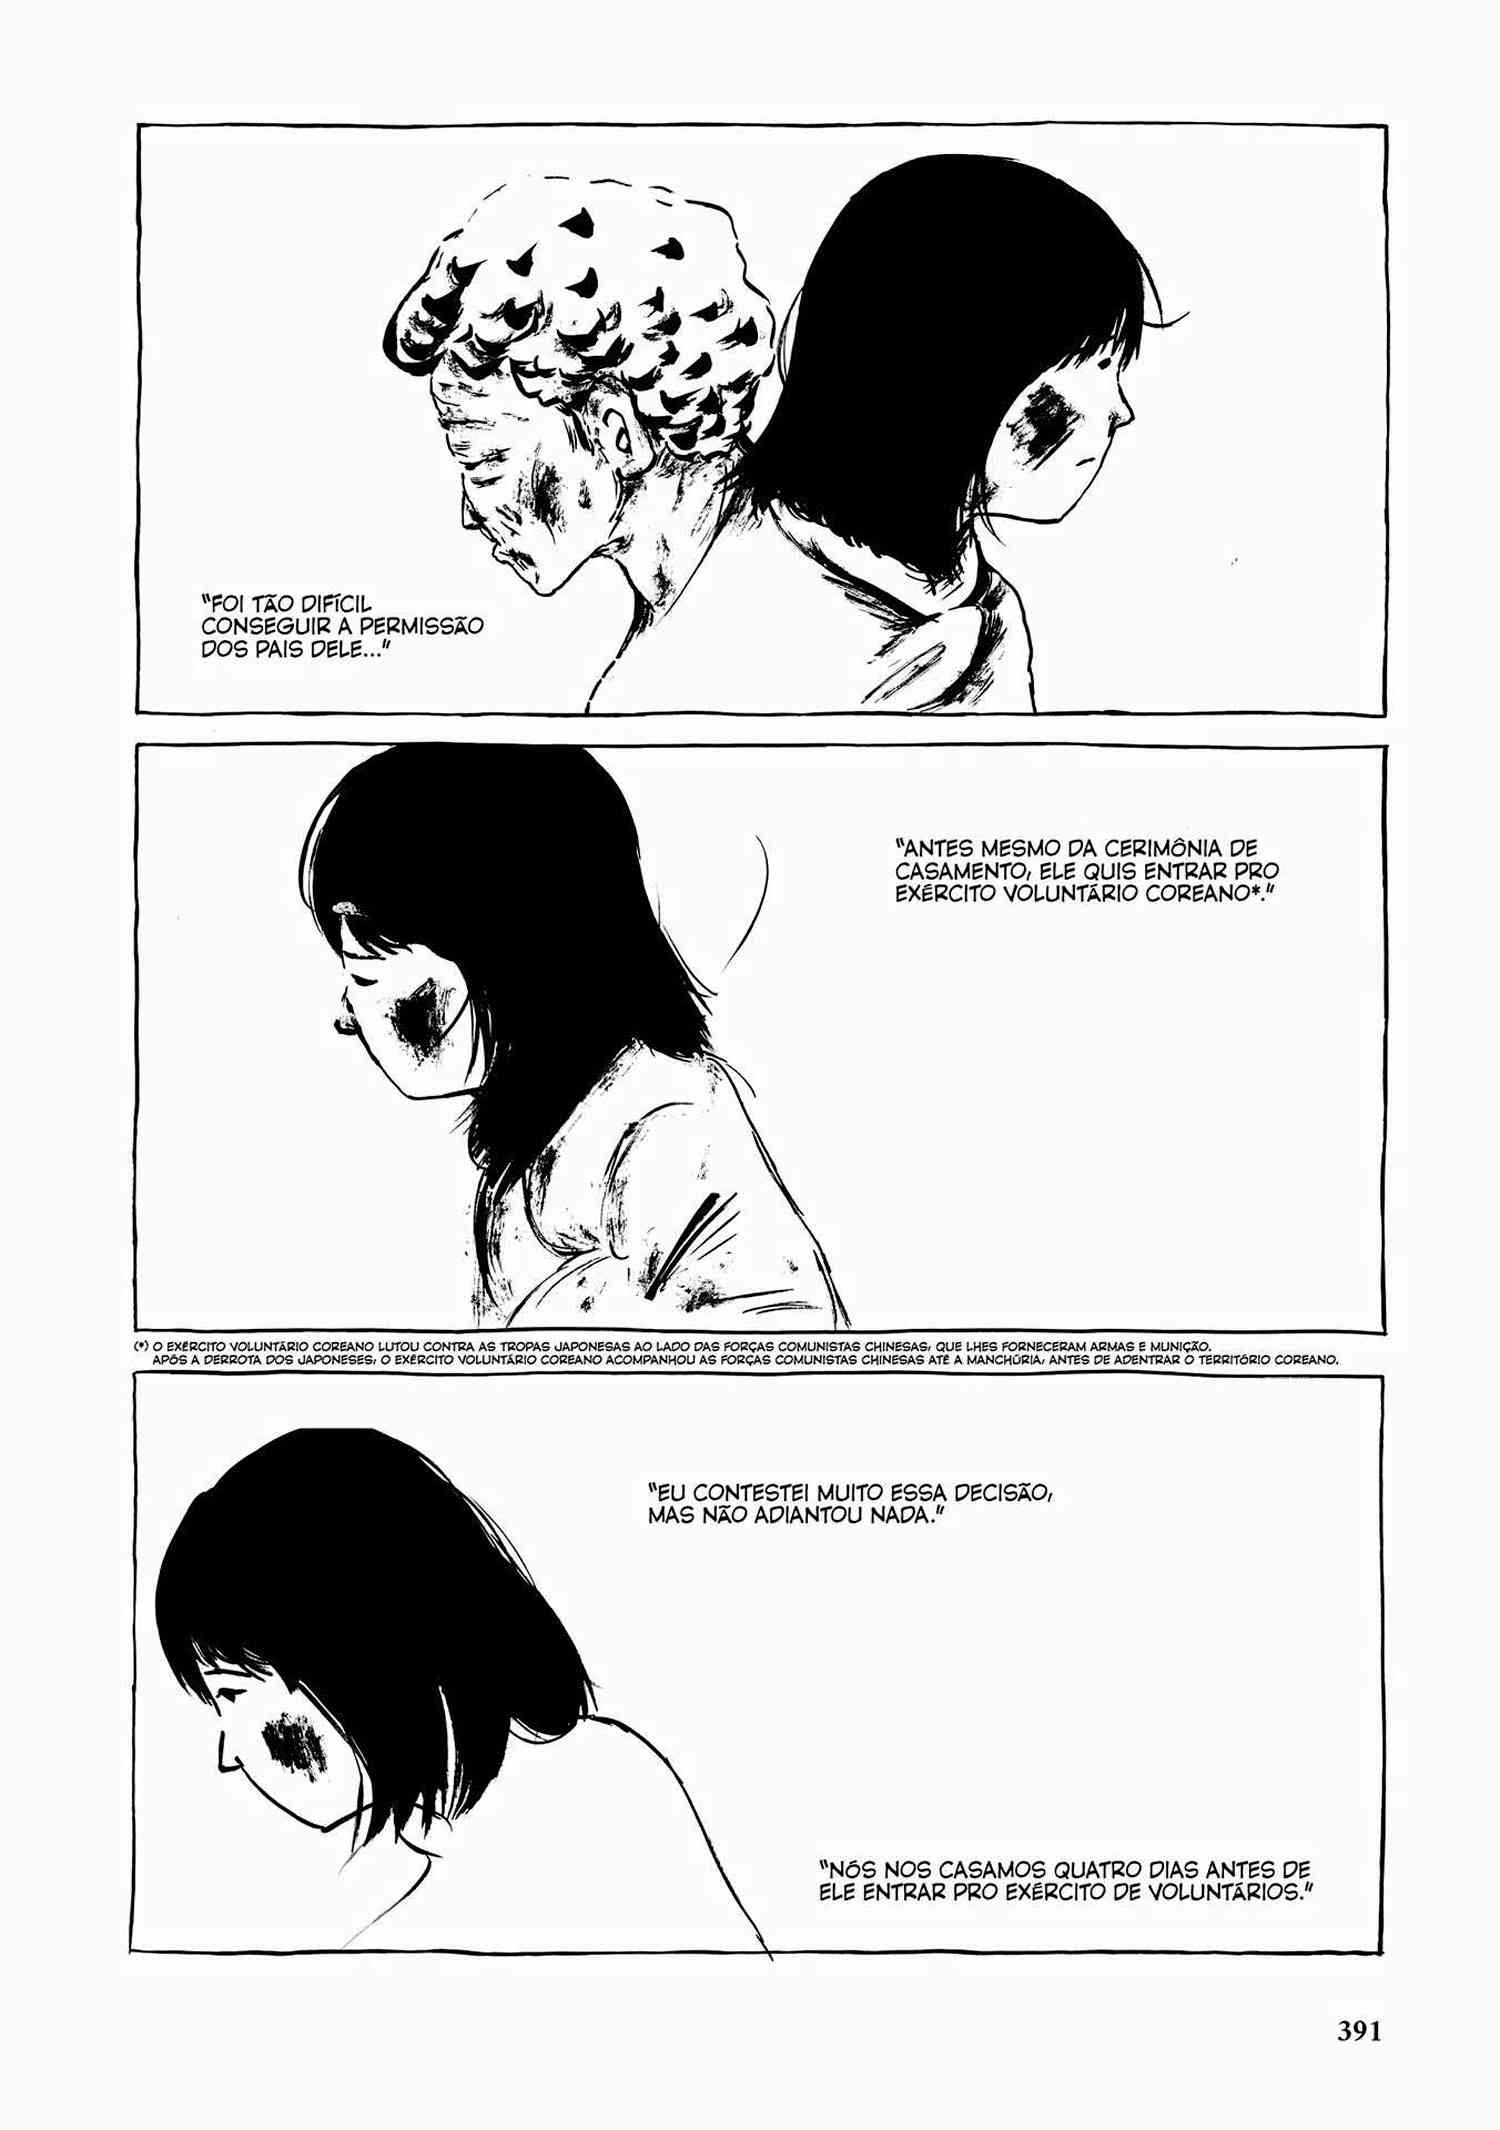 "FOI TÃO DIFÍCIL
CONSEGUIR A PERMISSÃO
DOS PAIS DELE..."
"ANTES MESMO DA CERIMÔNIA DE
CASAMENTO, ELE QUIS ENTRAR PRO
EXÉRCITO VOLUNTÁRIO COREANO*."
(*) O EXÉRCITO VOLUNTÁRIO COREANO LUTOU CONTRA AS TROPAS JAPONESAS AO LADO DAS FORÇAS COMUNISTAS CHINESAS, QUE LHES FORNECERAM ARMAS E MUNIÇÃO.
APÓS A DERROTA DOS JAPONESES, O EXÉRCITO VOLUNTÁRIO COREANO ACOMPANHOU AS FORÇAS COMUNISTAS CHINESAS ATÉ A MANCHÚRIA, ANTES DE ADENTRAR O TERRITÓRIO COREANO.
"EU CONTESTEI MUITO ESSA DECISÃO,
MAS NÃO ADIANTOU NADA."
"NÓS NOS CASAMOS QUATRO DIAS ANTES DE
ELE ENTRAR PRO EXÉRCITO DE VOLUNTÁRIOS."
391